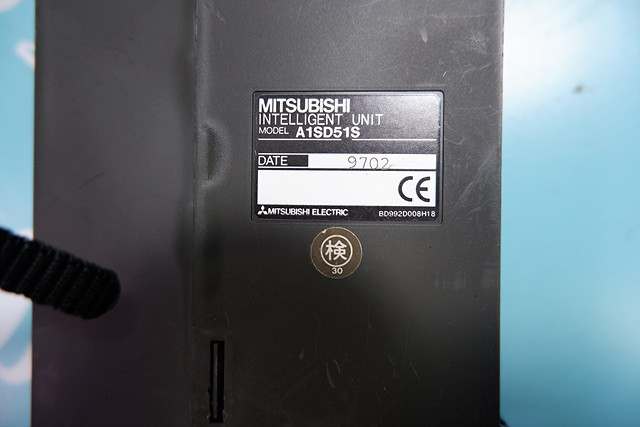 MITSUBISHI
INTELLIGENT UNIT
MODEL A1SD51S
DATE 9702
CE
MITSUBISHI ELECTRIC BD992D008H18
検
30